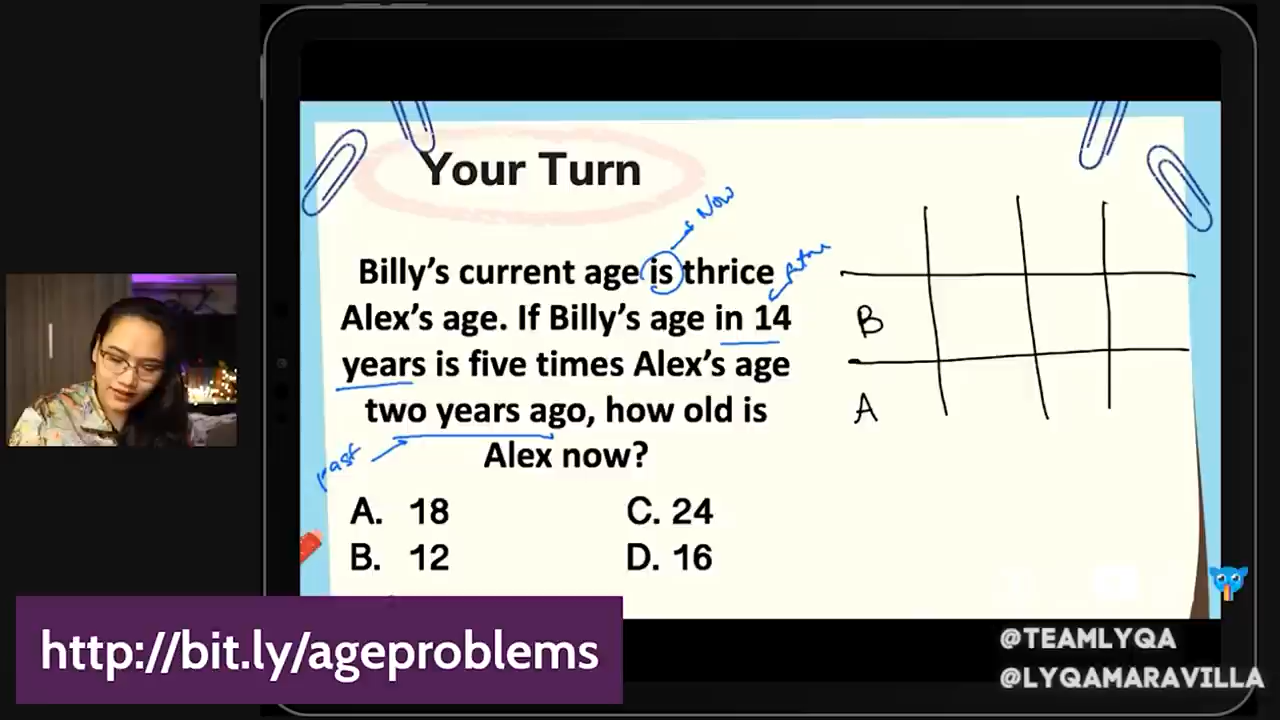 Your Turn
Now
Billy's current age is thrice
Alex's age. If Billy's age in 14
years is five times Alex's age
two years ago, how old is
Alex now?
past
A. 18
B. 12
C. 24
D. 16
B
A
http://bit.ly/ageproblems
@TEAMLYQA
@LYQAMARAVILLA